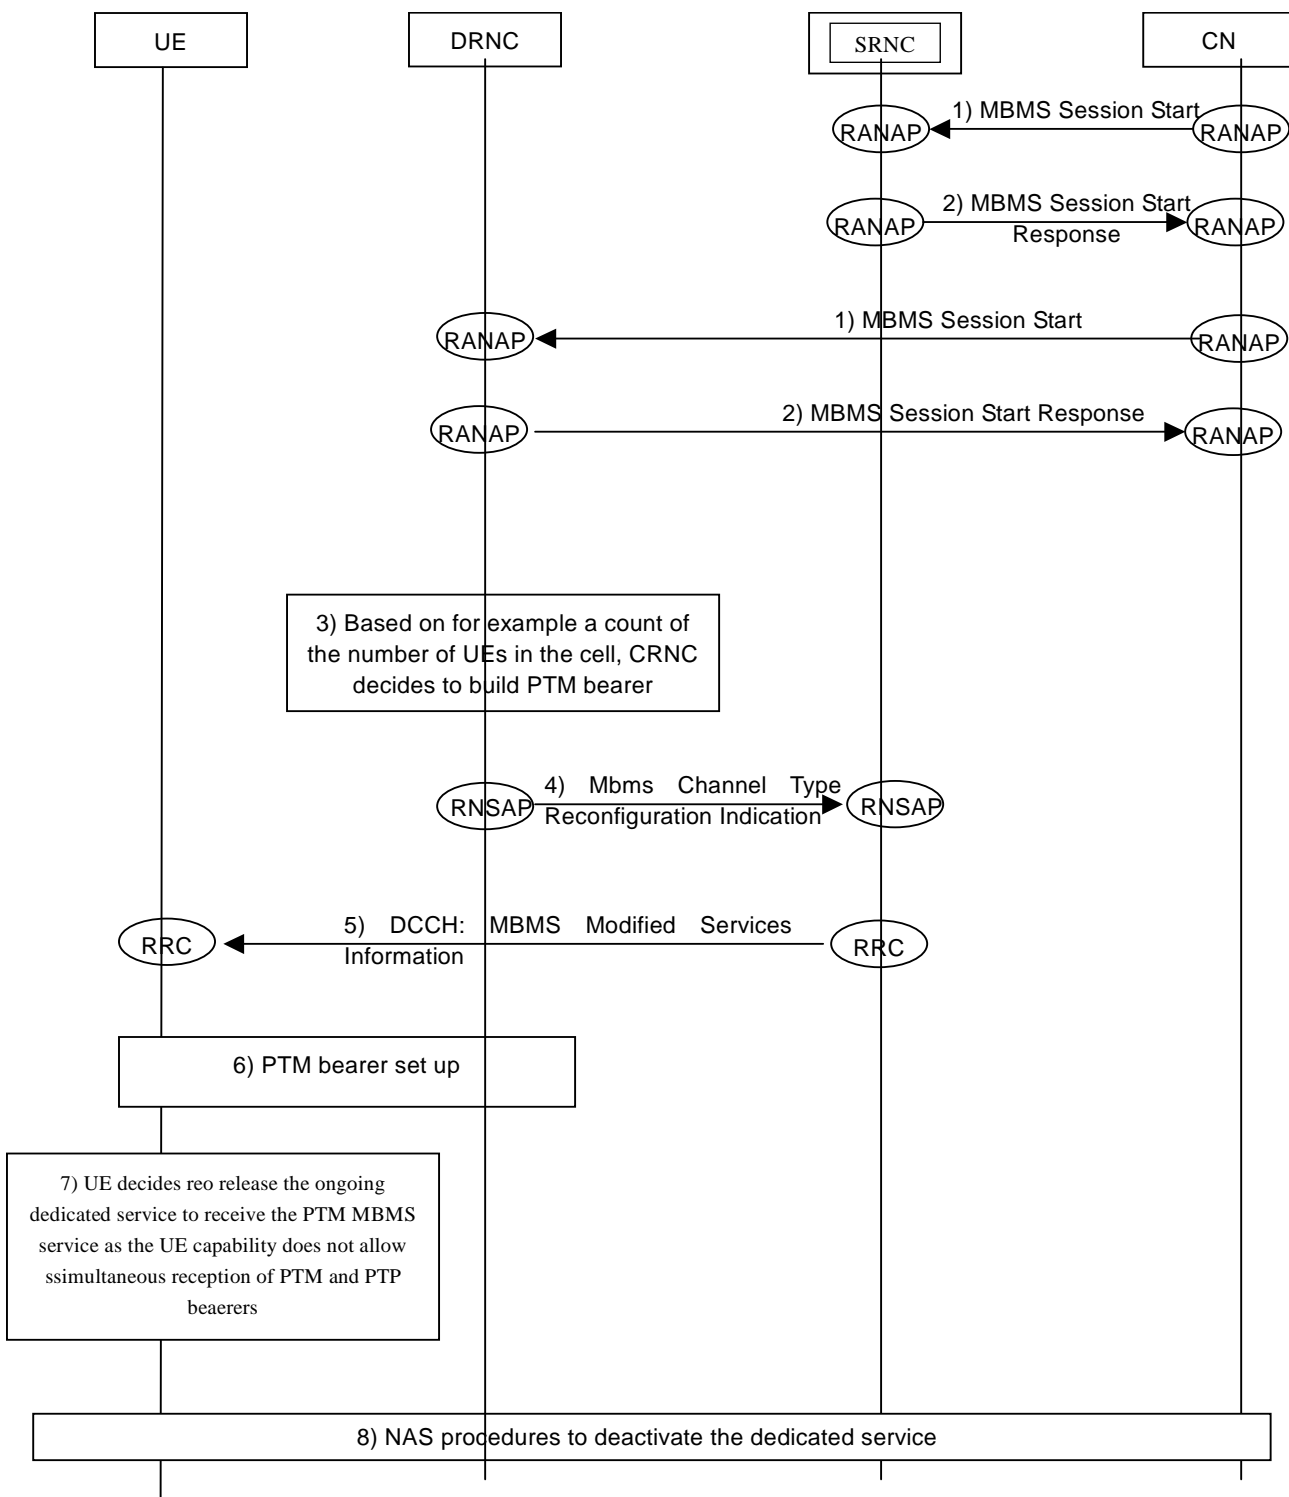 UE
DRNC
SRNC
CN
1) MBMS Session Start
RANAP
RANAP
2) MBMS Session Start
Response
RANAP
RANAP
1) MBMS Session Start
RANAP
RANAP
2) MBMS Session Start Response
RANAP
RANAP
3) Based on for example a count of
the number of UEs in the cell, CRNC
decides to build PTM bearer
4) Mbms Channel Type
Reconfiguration Indication
RNSAP
RNSAP
5) DCCH: MBMS Modified Services
Information
RRC
RRC
6) PTM bearer set up
7) UE decides reo release the ongoing
dedicated service to receive the PTM MBMS
service as the UE capability does not allow
ssimultaneous reception of PTM and PTP
beaerers
8) NAS procedures to deactivate the dedicated service